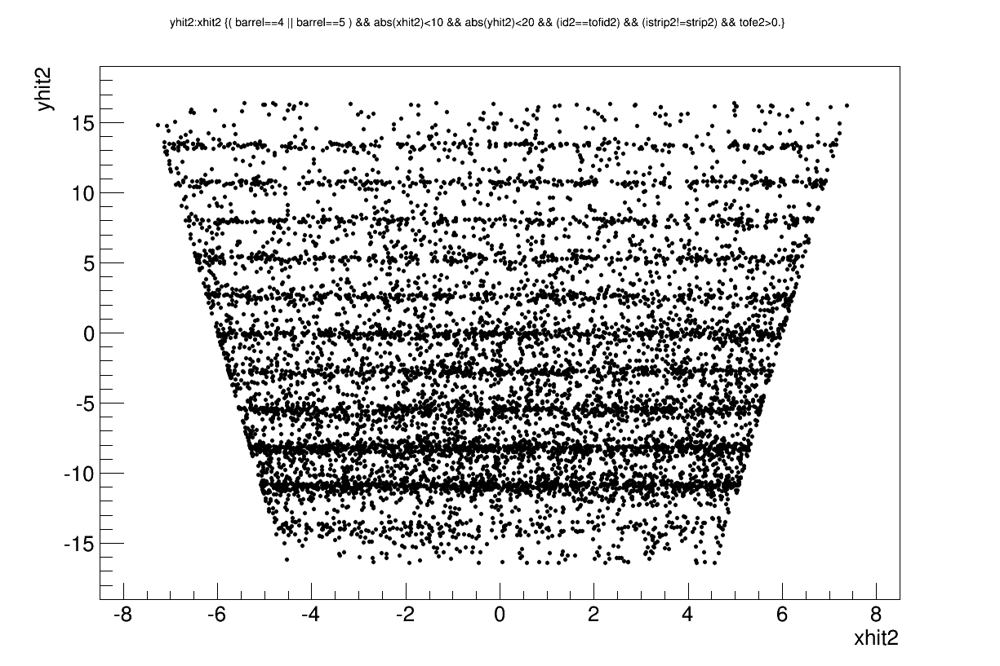 yhit2:xhit2 {( barrel==4 || barrel==5 ) && abs(xhit2)<10 && abs(yhit2)<20 && (id2==tofid2) && (istrip2!=strip2) && tofe2>0.}
yhit2
15
10
5
0
-5
-10
-15
-8 -6 -4 -2 0 2 4 6 8
xhit2